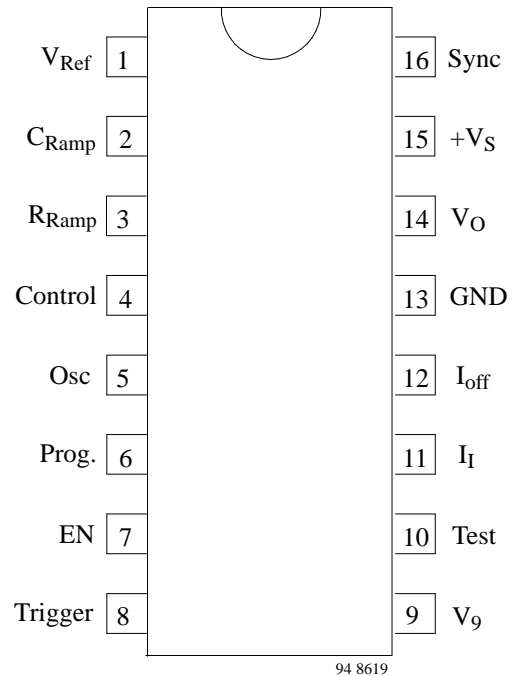 V_Ref 1 16 Sync
C_Ramp 2 15 +V_S
R_Ramp 3 14 V_O
Control 4 13 GND
Osc 5 12 I_off
Prog. 6 11 I_I
EN 7 10 Test
Trigger 8 9 V_9
94 8619